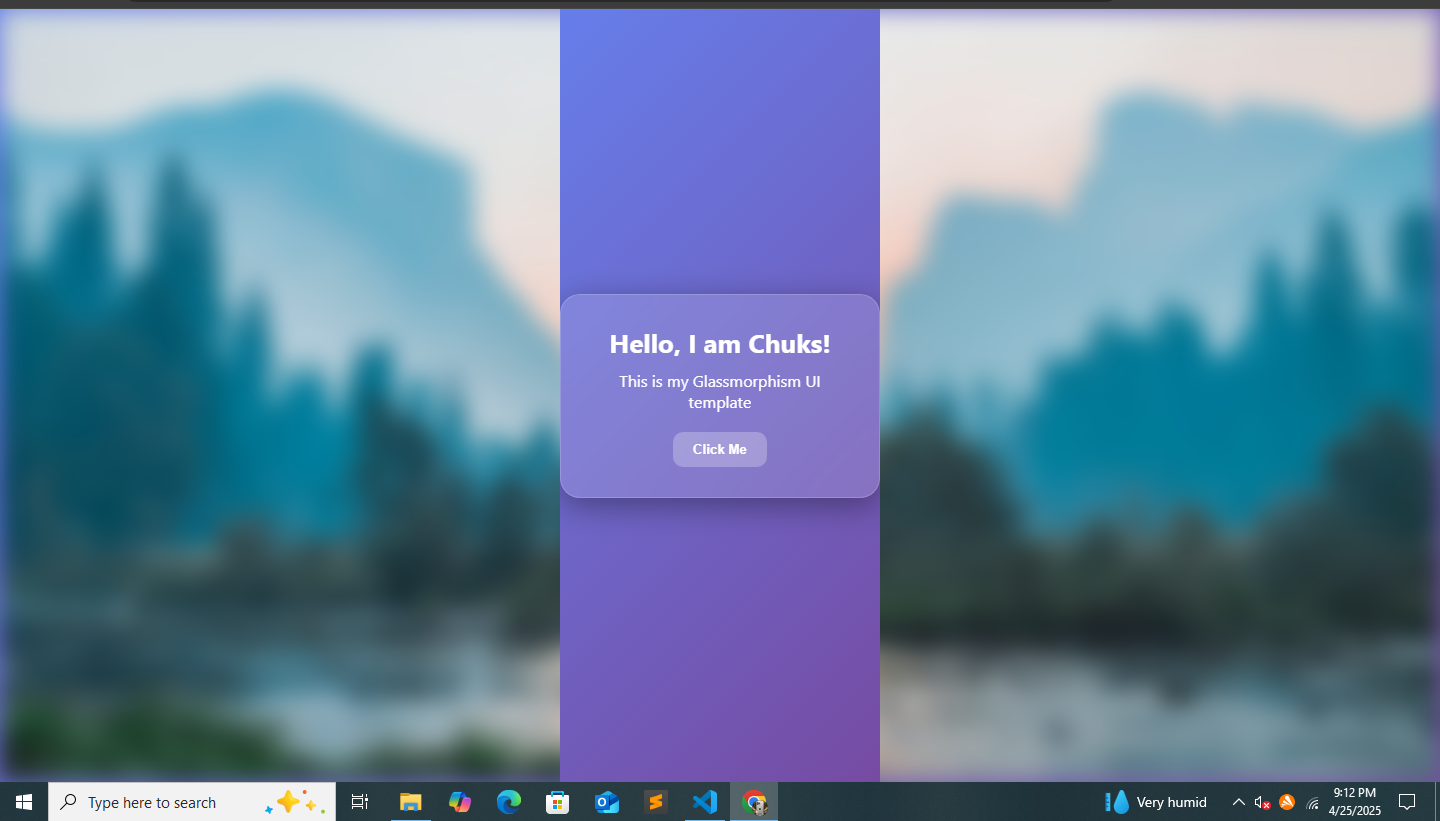 Hello, I am Chuks!
This is my Glassmorphism UI
template
Click Me
Type here to search
Very humid
9:12 PM
4/25/2025